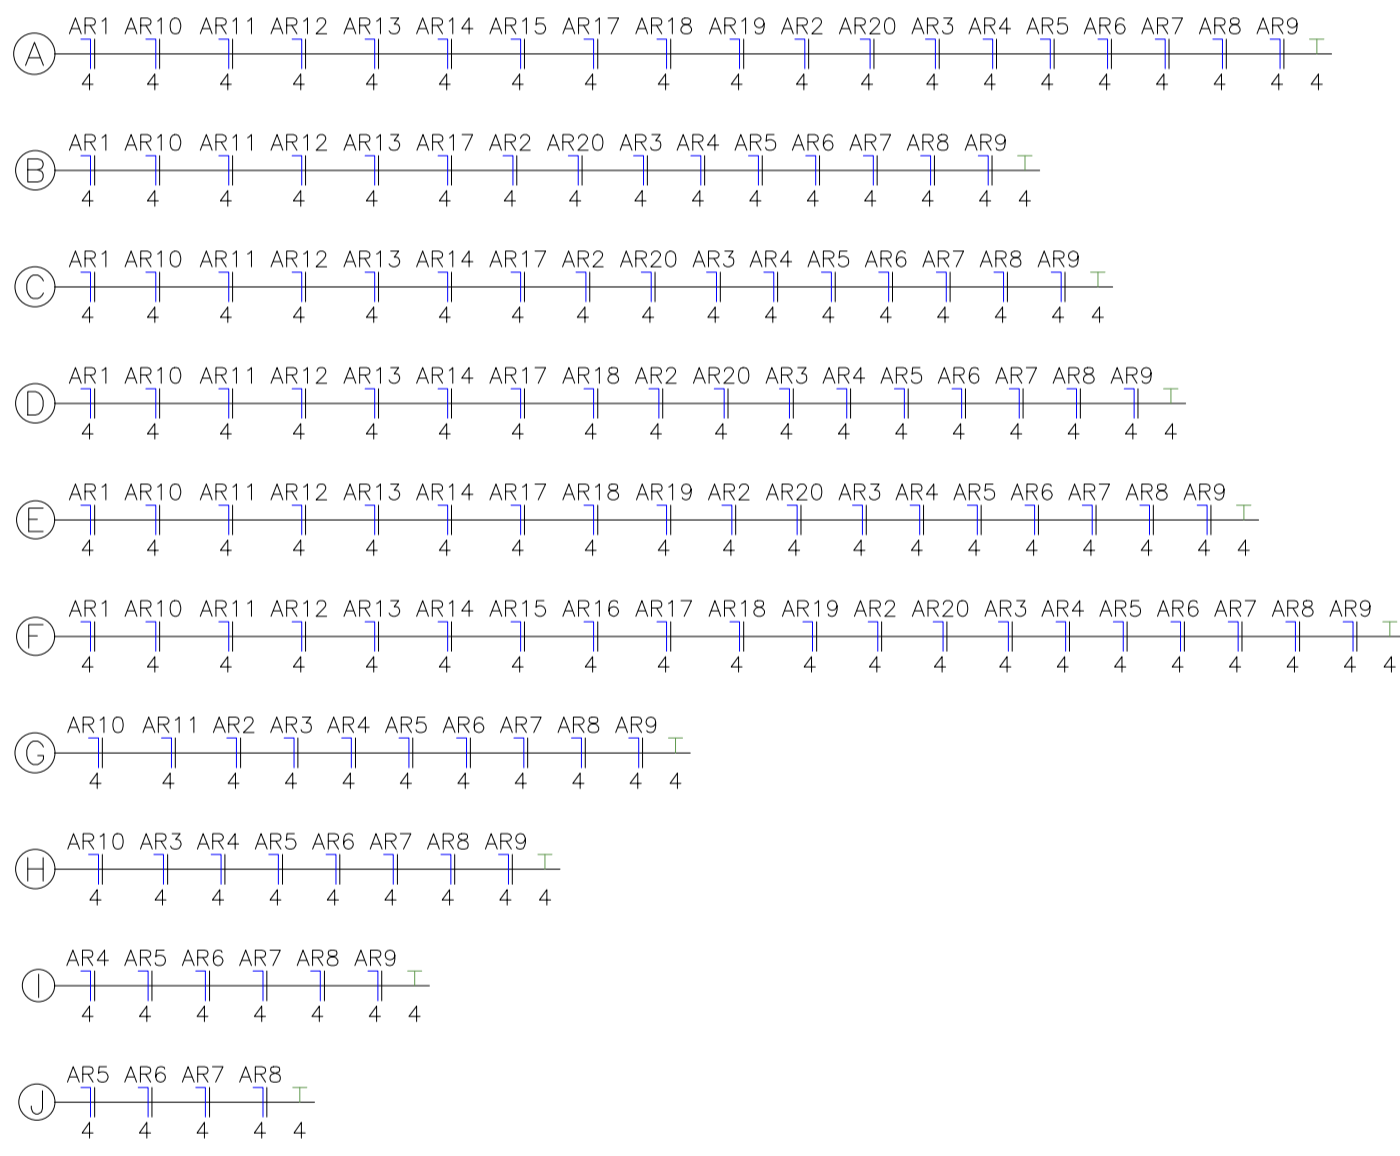 AR1 AR10 AR11 AR12 AR13 AR14 AR15 AR17 AR18 AR19 AR2 AR20 AR3 AR4 AR5 AR6 AR7 AR8 AR9
A
4 4 4 4 4 4 4 4 4 4 4 4 4 4 4 4 4 4 4 4
AR1 AR10 AR11 AR12 AR13 AR17 AR2 AR20 AR3 AR4 AR5 AR6 AR7 AR8 AR9
B
4 4 4 4 4 4 4 4 4 4 4 4 4 4 4 4
AR1 AR10 AR11 AR12 AR13 AR14 AR17 AR2 AR20 AR3 AR4 AR5 AR6 AR7 AR8 AR9
C
4 4 4 4 4 4 4 4 4 4 4 4 4 4 4 4 4
AR1 AR10 AR11 AR12 AR13 AR14 AR17 AR18 AR2 AR20 AR3 AR4 AR5 AR6 AR7 AR8 AR9
D
4 4 4 4 4 4 4 4 4 4 4 4 4 4 4 4 4 4
AR1 AR10 AR11 AR12 AR13 AR14 AR17 AR18 AR19 AR2 AR20 AR3 AR4 AR5 AR6 AR7 AR8 AR9
E
4 4 4 4 4 4 4 4 4 4 4 4 4 4 4 4 4 4 4
AR1 AR10 AR11 AR12 AR13 AR14 AR15 AR16 AR17 AR18 AR19 AR2 AR20 AR3 AR4 AR5 AR6 AR7 AR8 AR9
F
4 4 4 4 4 4 4 4 4 4 4 4 4 4 4 4 4 4 4 4 4
AR10 AR11 AR2 AR3 AR4 AR5 AR6 AR7 AR8 AR9
G
4 4 4 4 4 4 4 4 4 4 4
AR10 AR3 AR4 AR5 AR6 AR7 AR8 AR9
H
4 4 4 4 4 4 4 4 4
AR4 AR5 AR6 AR7 AR8 AR9
I
4 4 4 4 4 4 4
AR5 AR6 AR7 AR8
J
4 4 4 4 4